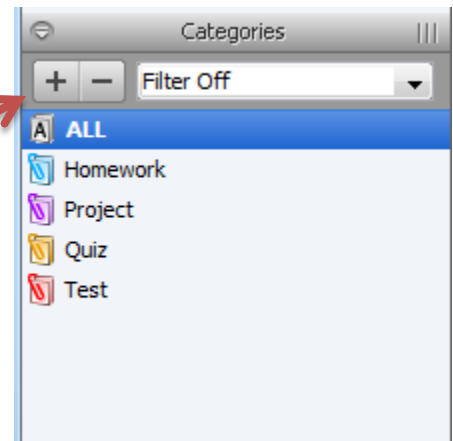 Categories
+ - Filter Off
A ALL
Homework
Project
Quiz
Test